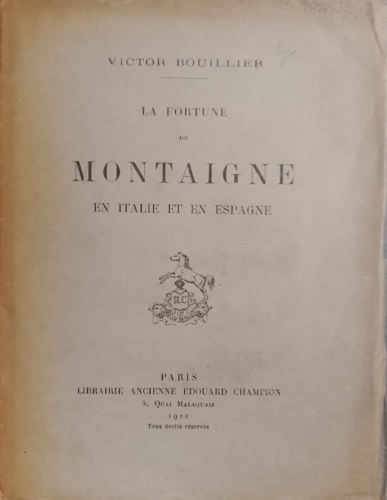 VICTOR BOUILLIER
LA FORTUNE
DE
MONTAIGNE
EN ITALIE ET EN ESPAGNE
H.C
PARIS
LIBRAIRIE ANCIENNE ÉDOUARD CHAMPION
5, QUAI MALAQUAIS
1922
Tous droits réservés